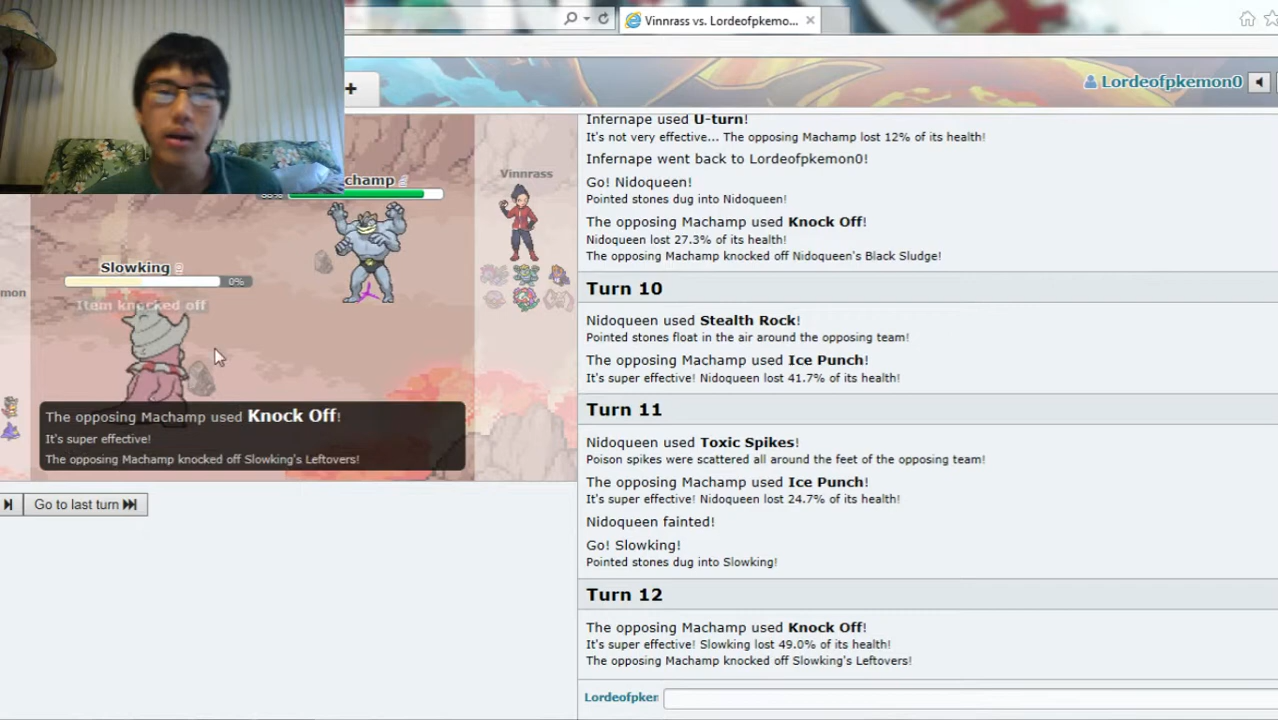 Vinnrass vs. Lordeofpkemo...
Lordeofpkemon0
champ
Vinnrass
Slowking
0%
Item knocked off
mon
The opposing Machamp used Knock Off!
It's super effective!
The opposing Machamp knocked off Slowking's Leftovers!
Go to last turn
Infernape used U-turn!
It's not very effective... The opposing Machamp lost 12% of its health!
Infernape went back to Lordeofpkemon0!
Go! Nidoqueen!
Pointed stones dug into Nidoqueen!
The opposing Machamp used Knock Off!
Nidoqueen lost 27.3% of its health!
The opposing Machamp knocked off Nidoqueen's Black Sludge!
Turn 10
Nidoqueen used Stealth Rock!
Pointed stones float in the air around the opposing team!
The opposing Machamp used Ice Punch!
It's super effective! Nidoqueen lost 41.7% of its health!
Turn 11
Nidoqueen used Toxic Spikes!
Poison spikes were scattered all around the feet of the opposing team!
The opposing Machamp used Ice Punch!
It's super effective! Nidoqueen lost 24.7% of its health!
Nidoqueen fainted!
Go! Slowking!
Pointed stones dug into Slowking!
Turn 12
The opposing Machamp used Knock Off!
It's super effective! Slowking lost 49.0% of its health!
The opposing Machamp knocked off Slowking's Leftovers!
Lordeofpker